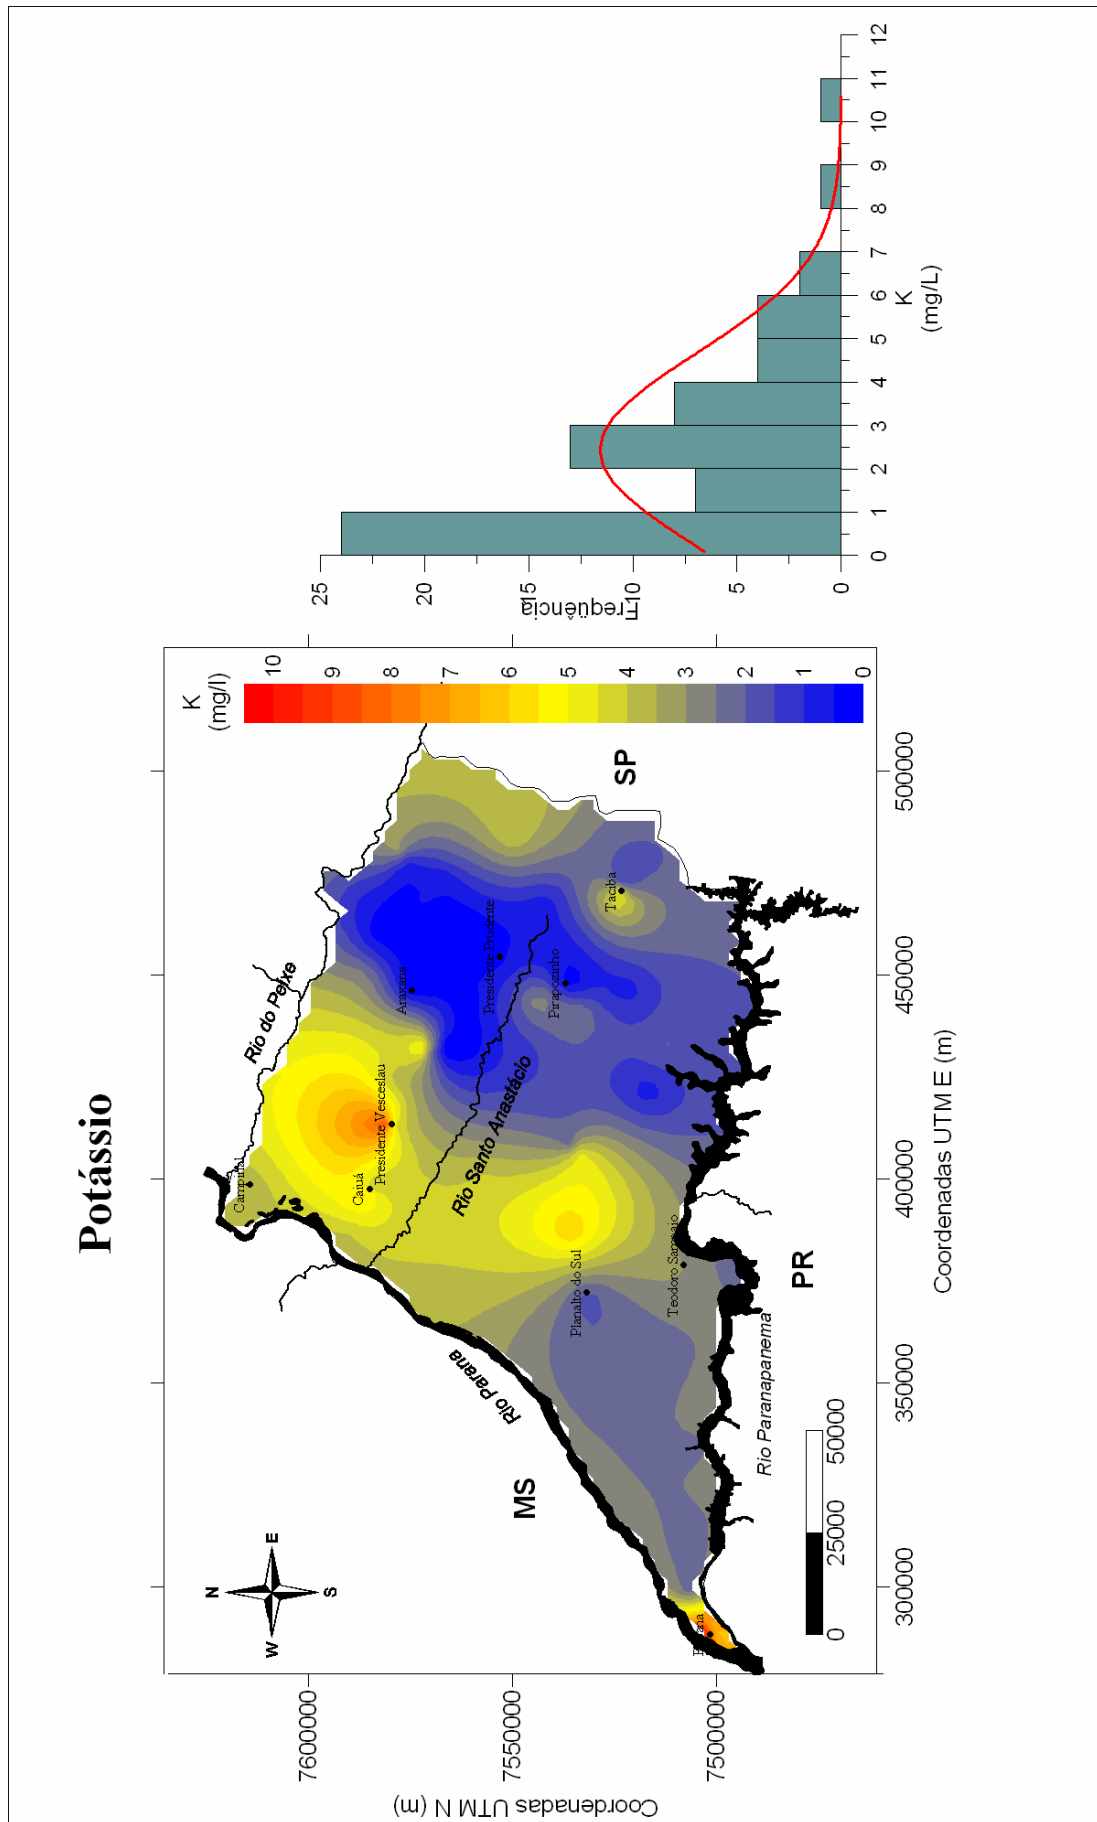 Potássio
N
W
E
S
MS
SP
PR
Rio do Peixe
Rio Paraná
Rio Santo Anastácio
Rio Paranapanema
Campinal
Caiuá
Presidente Vesceslau
Araxans
Presidente Prudente
Pirapozinho
Taciba
Planalto do Sul
Teodoro Sampaio
K
(mg/l)
10
9
8
7
6
5
4
3
2
1
0
7600000
7550000
7500000
Coordenadas UTM N (m)
300000
350000
400000
450000
500000
Coordenadas UTM E (m)
0
25000
50000
25
20
15
10
5
0
Freqüência
0
1
2
3
4
5
6
7
8
9
10
11
12
K
(mg/L)